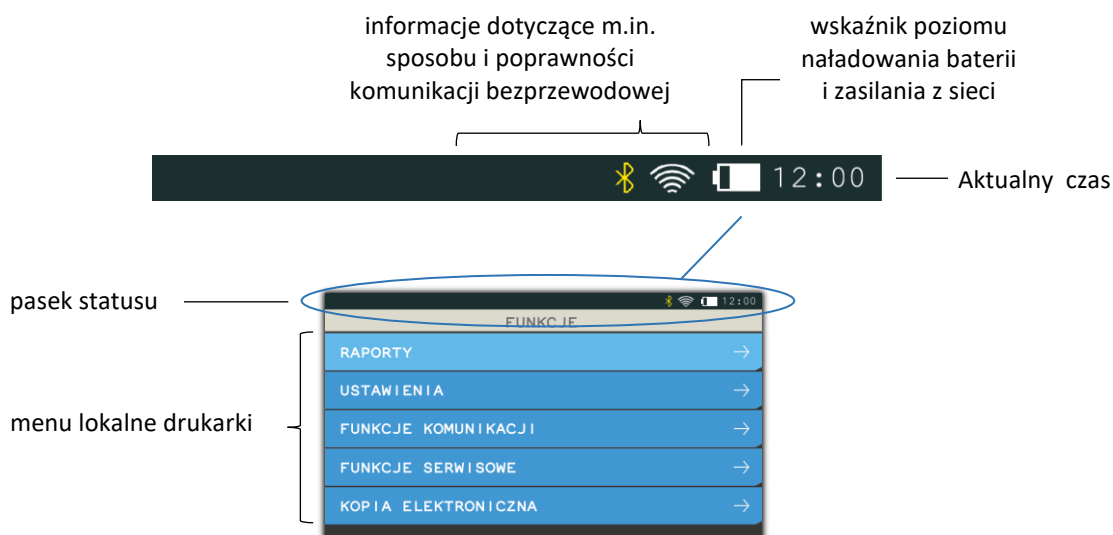 informacje dotyczące m.in.
sposobu i poprawności
komunikacji bezprzewodowej
wskaźnik poziomu
naładowania baterii
i zasilania z sieci
12:00
Aktualny czas
pasek statusu
12:00
FUNKCJE
RAPORTY
USTAWIENIA
menu lokalne drukarki
FUNKCJE KOMUNIKACJI
FUNKCJE SERWISOWE
KOPIA ELEKTRONICZNA